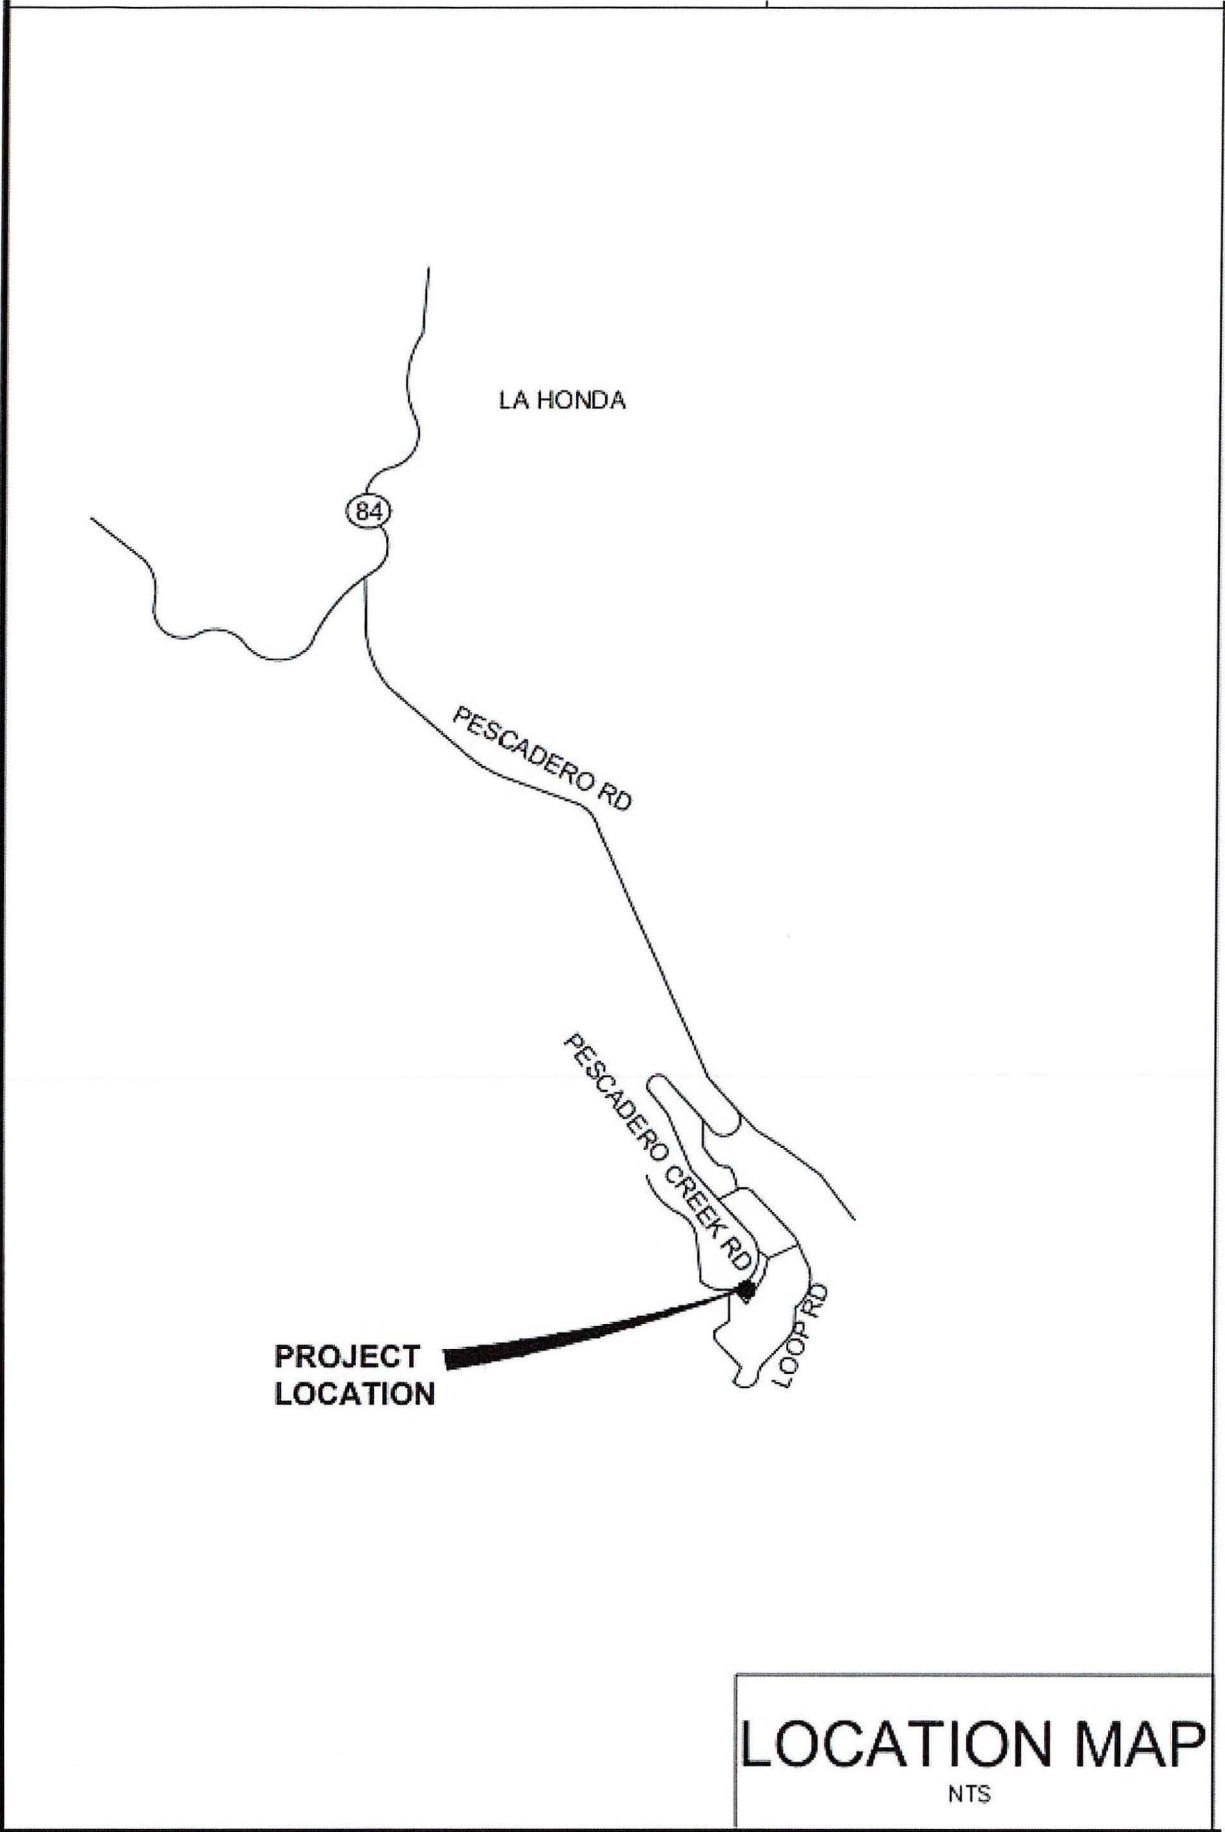 LA HONDA
84
PESCADERO RD
PESCADERO CREEK RD
LOOP RD
PROJECT
LOCATION
LOCATION MAP
NTS